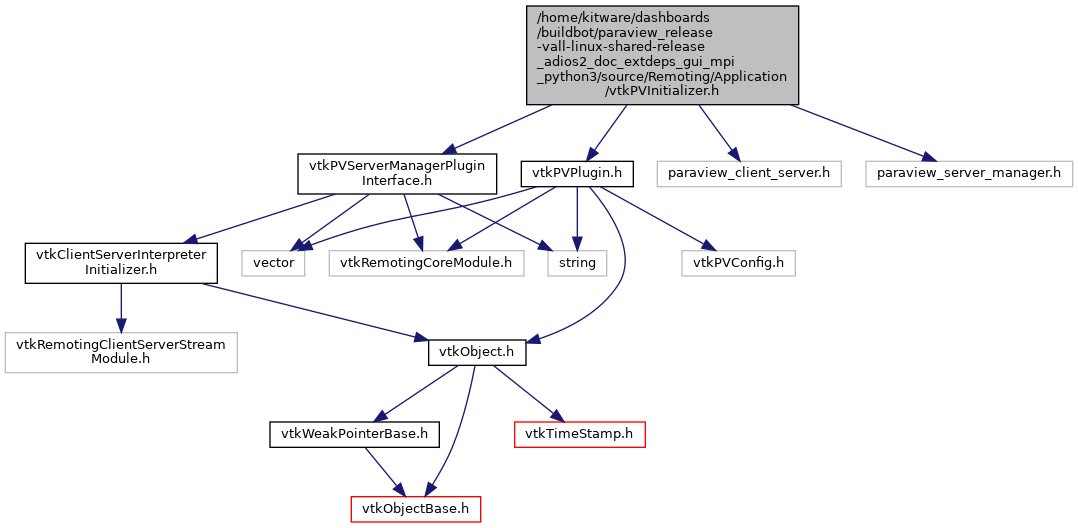 /home/kitware/dashboards
/buildbot/paraview_release
-vall-linux-shared-release
_adios2_doc_extdeps_gui_mpi
_python3/source/Remoting/Application
/vtkPVInitializer.h
vtkPVServerManagerPlugin
Interface.h
vtkPVPlugin.h
paraview_client_server.h
paraview_server_manager.h
vtkClientServerInterpreter
Initializer.h
vector
vtkRemotingCoreModule.h
string
vtkPVConfig.h
vtkRemotingClientServerStream
Module.h
vtkObject.h
vtkWeakPointerBase.h
vtkTimeStamp.h
vtkObjectBase.h